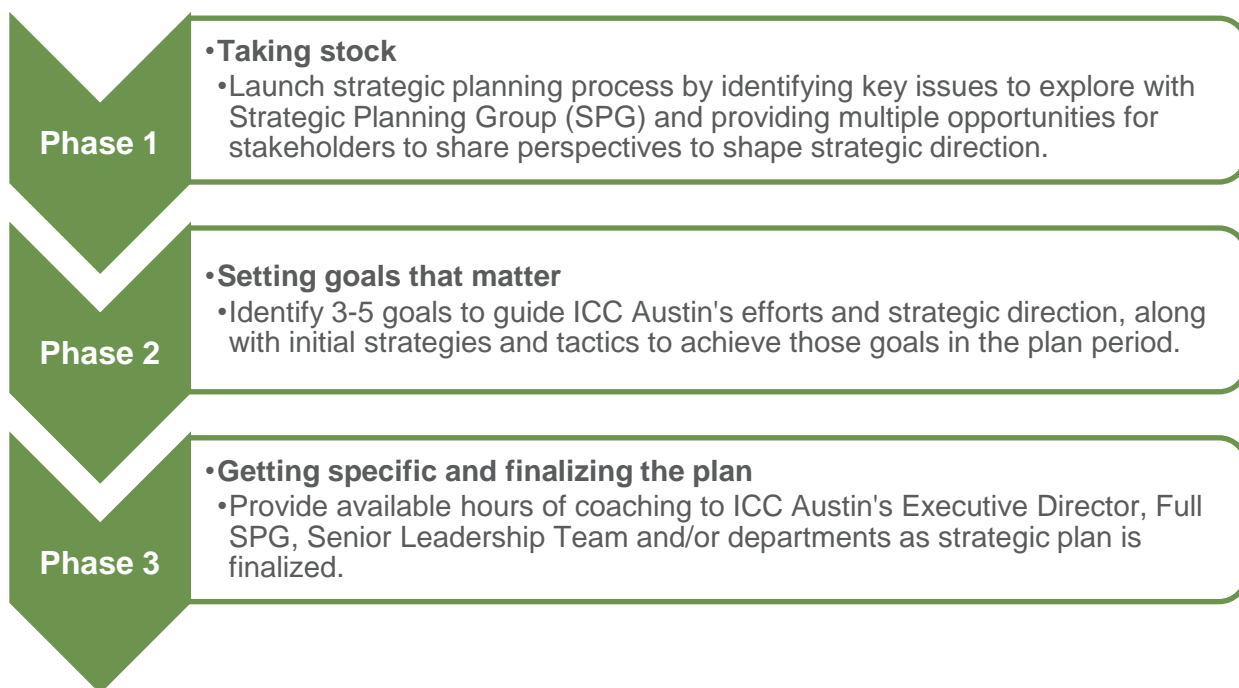 Phase 1
•Taking stock
•Launch strategic planning process by identifying key issues to explore with
Strategic Planning Group (SPG) and providing multiple opportunities for
stakeholders to share perspectives to shape strategic direction.
Phase 2
•Setting goals that matter
•Identify 3-5 goals to guide ICC Austin's efforts and strategic direction, along
with initial strategies and tactics to achieve those goals in the plan period.
Phase 3
•Getting specific and finalizing the plan
•Provide available hours of coaching to ICC Austin's Executive Director, Full
SPG, Senior Leadership Team and/or departments as strategic plan is
finalized.